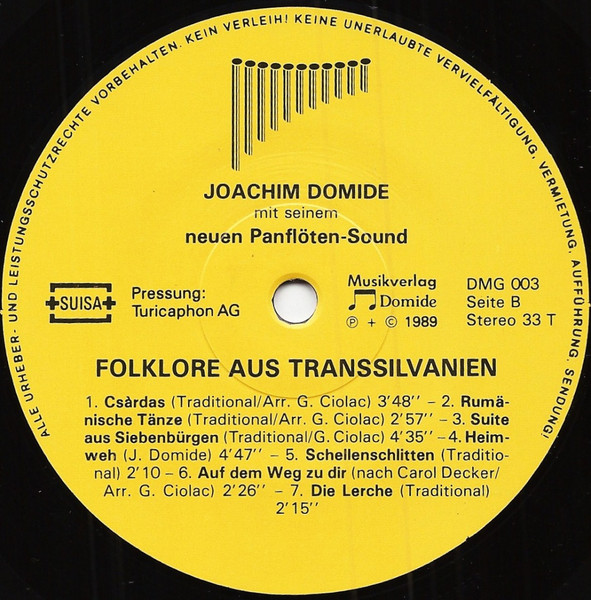 ALLE URHEBER- UND LEISTUNGSSCHUTZRECHTE VORBEHALTEN. KEIN VERLEIH! KEINE UNERLAUBTE VERVIELFÄLTIGUNG, VERMIETUNG, AUFFÜHRUNG, SENDUNG!
JOACHIM DOMIDE
mit seinem
neuen Panflöten-Sound
SUISA
Pressung:
Turicaphon AG
Musikverlag
Domide
℗ + © 1989
DMG 003
Seite B
Stereo 33 T
FOLKLORE AUS TRANSSILVANIEN
1. Csàrdas (Traditional/Arr. G. Ciolac) 3'48'' – 2. Rumä-
nische Tänze (Traditional/Arr. G. Ciolac) 2'57'' – 3. Suite
aus Siebenbürgen (Traditional/G. Ciolac) 4'35'' – 4. Heim-
weh (J. Domide) 4'47'' – 5. Schellenschlitten (Traditio-
nal) 2'10 – 6. Auf dem Weg zu dir (nach Carol Decker/
Arr. G. Ciolac) 2'26'' – 7. Die Lerche (Traditional)
2'15''